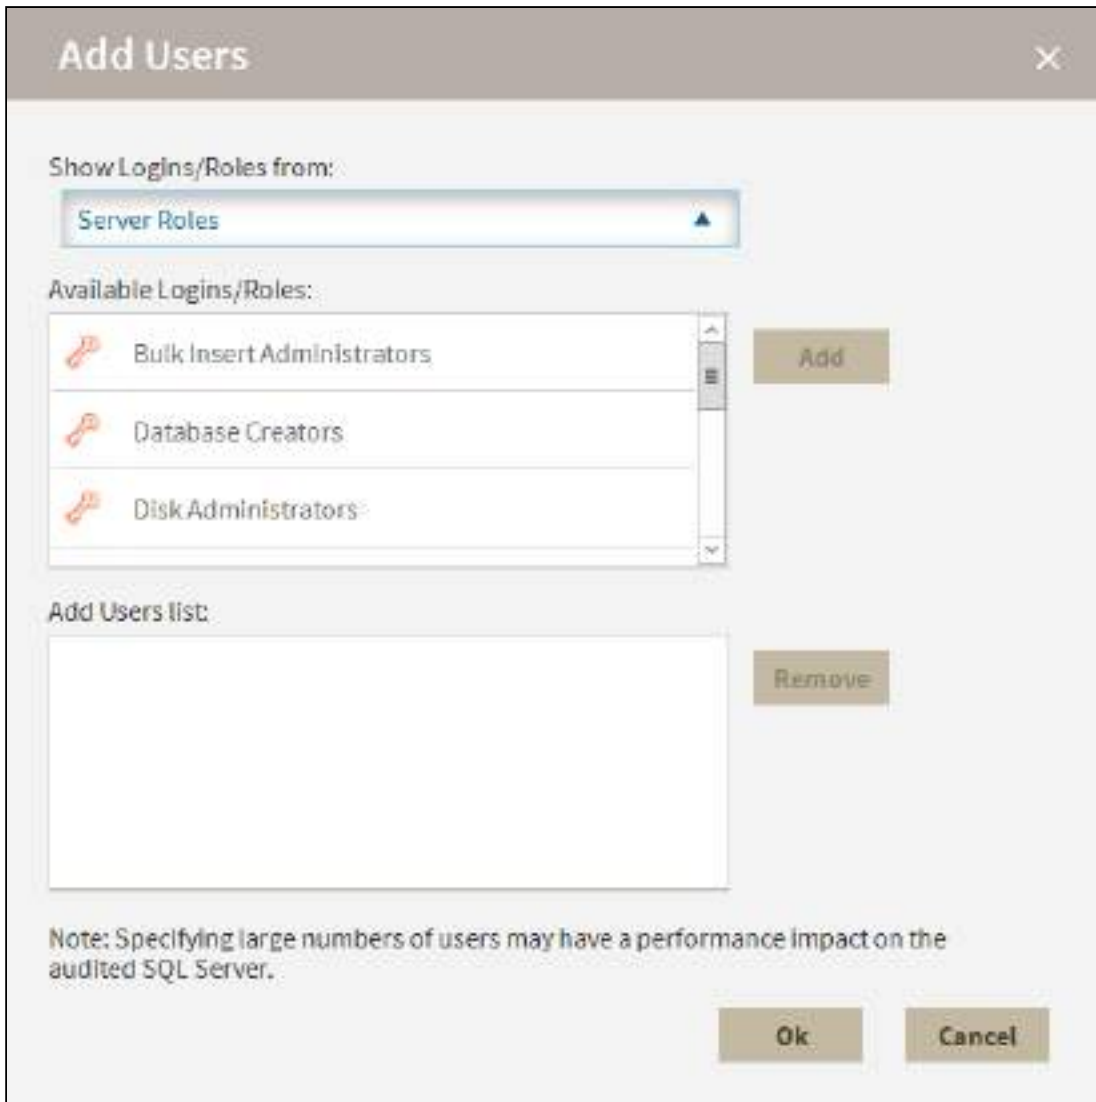 Add Users
Show Logins/Roles from:
Server Roles
Available Logins/Roles:
Bulk Insert Administrators
Add
Database Creators
Disk Administrators
Add Users list:
Remove
Note: Specifying large numbers of users may have a performance impact on the
audited SQL Server.
Ok
Cancel